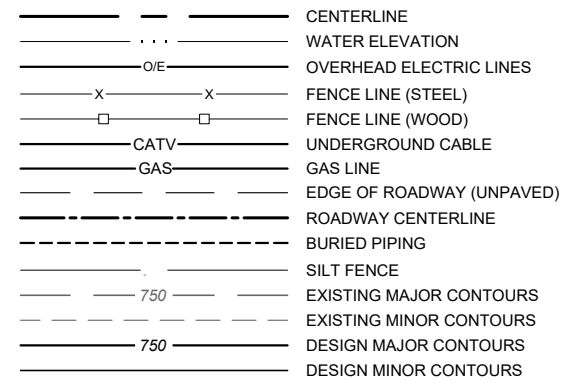 CENTERLINE
WATER ELEVATION
O/E OVERHEAD ELECTRIC LINES
X X FENCE LINE (STEEL)
FENCE LINE (WOOD)
CATV UNDERGROUND CABLE
GAS GAS LINE
EDGE OF ROADWAY (UNPAVED)
ROADWAY CENTERLINE
BURIED PIPING
SILT FENCE
750 EXISTING MAJOR CONTOURS
EXISTING MINOR CONTOURS
750 DESIGN MAJOR CONTOURS
DESIGN MINOR CONTOURS